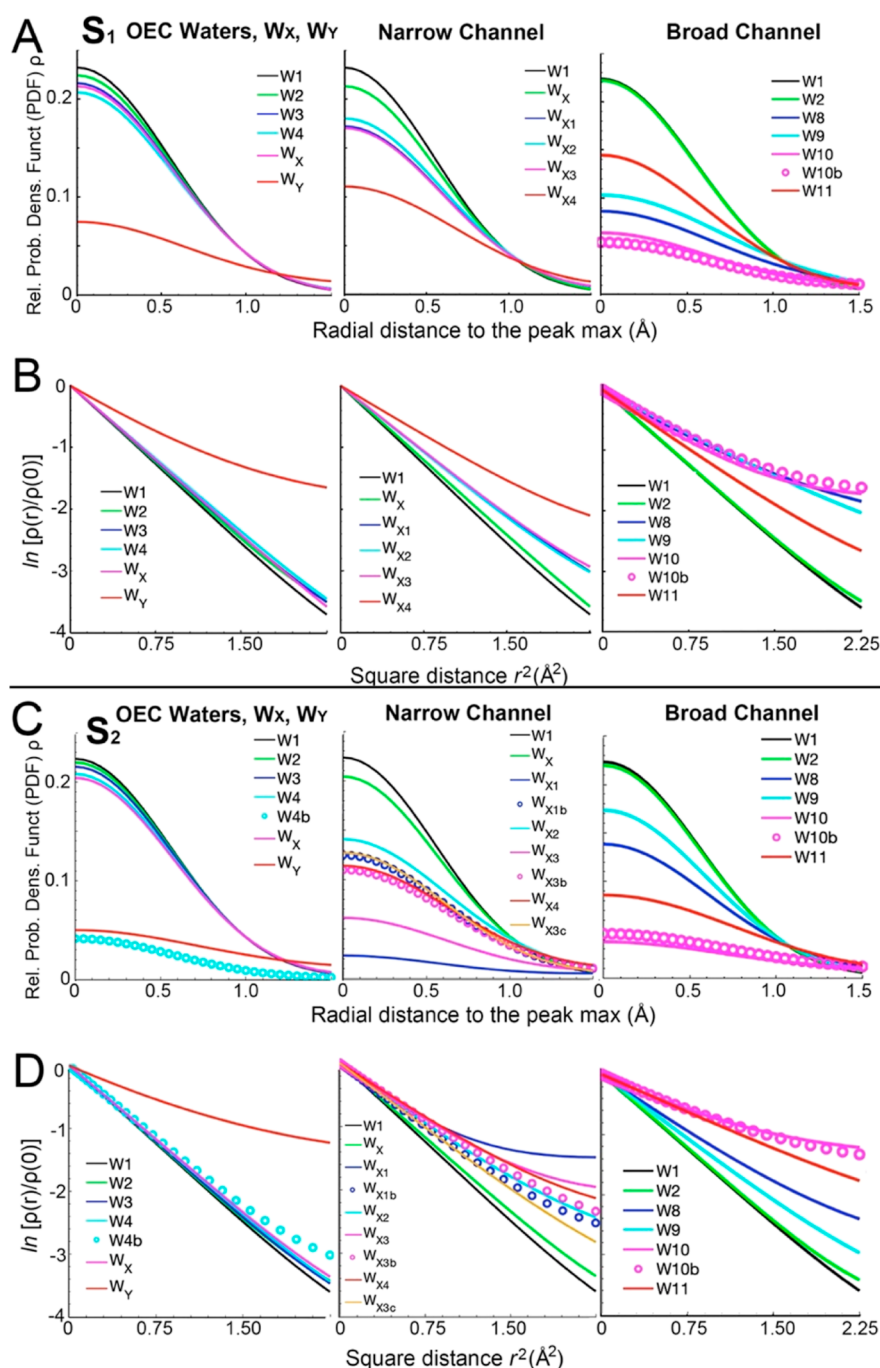 A
S1 OEC Waters, WX, WY
Narrow Channel
Broad Channel
Rel. Prob. Dens. Funct (PDF) ρ
0.2
0.1
0
W1
W2
W3
W4
WX
WY
0
0.5
1.0
W1
WX
WX1
WX2
WX3
WX4
0
0.5
1.0
W1
W2
W8
W9
W10
W10b
W11
0
0.5
1.0
1.5
Radial distance to the peak max (Å)
B
ln [ρ(r)/ρ(0)]
0
-1
-2
-3
-4
W1
W2
W3
W4
WX
WY
0
0.75
1.50
W1
WX
WX1
WX2
WX3
WX4
0
0.75
1.50
W1
W2
W8
W9
W10
W10b
W11
0
0.75
1.50
2.25
Square distance r²(Å²)
C
S2
OEC Waters, WX, WY
Narrow Channel
Broad Channel
Rel. Prob. Dens. Funct (PDF) ρ
0.2
0.1
0
W1
W2
W3
W4
W4b
WX
WY
0
0.5
1.0
W1
WX
WX1
WX1b
WX2
WX3
WX3b
WX4
WX3c
0
0.5
1.0
W1
W2
W8
W9
W10
W10b
W11
0
0.5
1.0
1.5
Radial distance to the peak max (Å)
D
ln [ρ(r)/ρ(0)]
0
-1
-2
-3
-4
W1
W2
W3
W4
W4b
WX
WY
0
0.75
1.50
W1
WX
WX1
WX1b
WX2
WX3
WX3b
WX4
WX3c
0
0.75
1.50
W1
W2
W8
W9
W10
W10b
W11
0
0.75
1.50
2.25
Square distance r²(Å²)